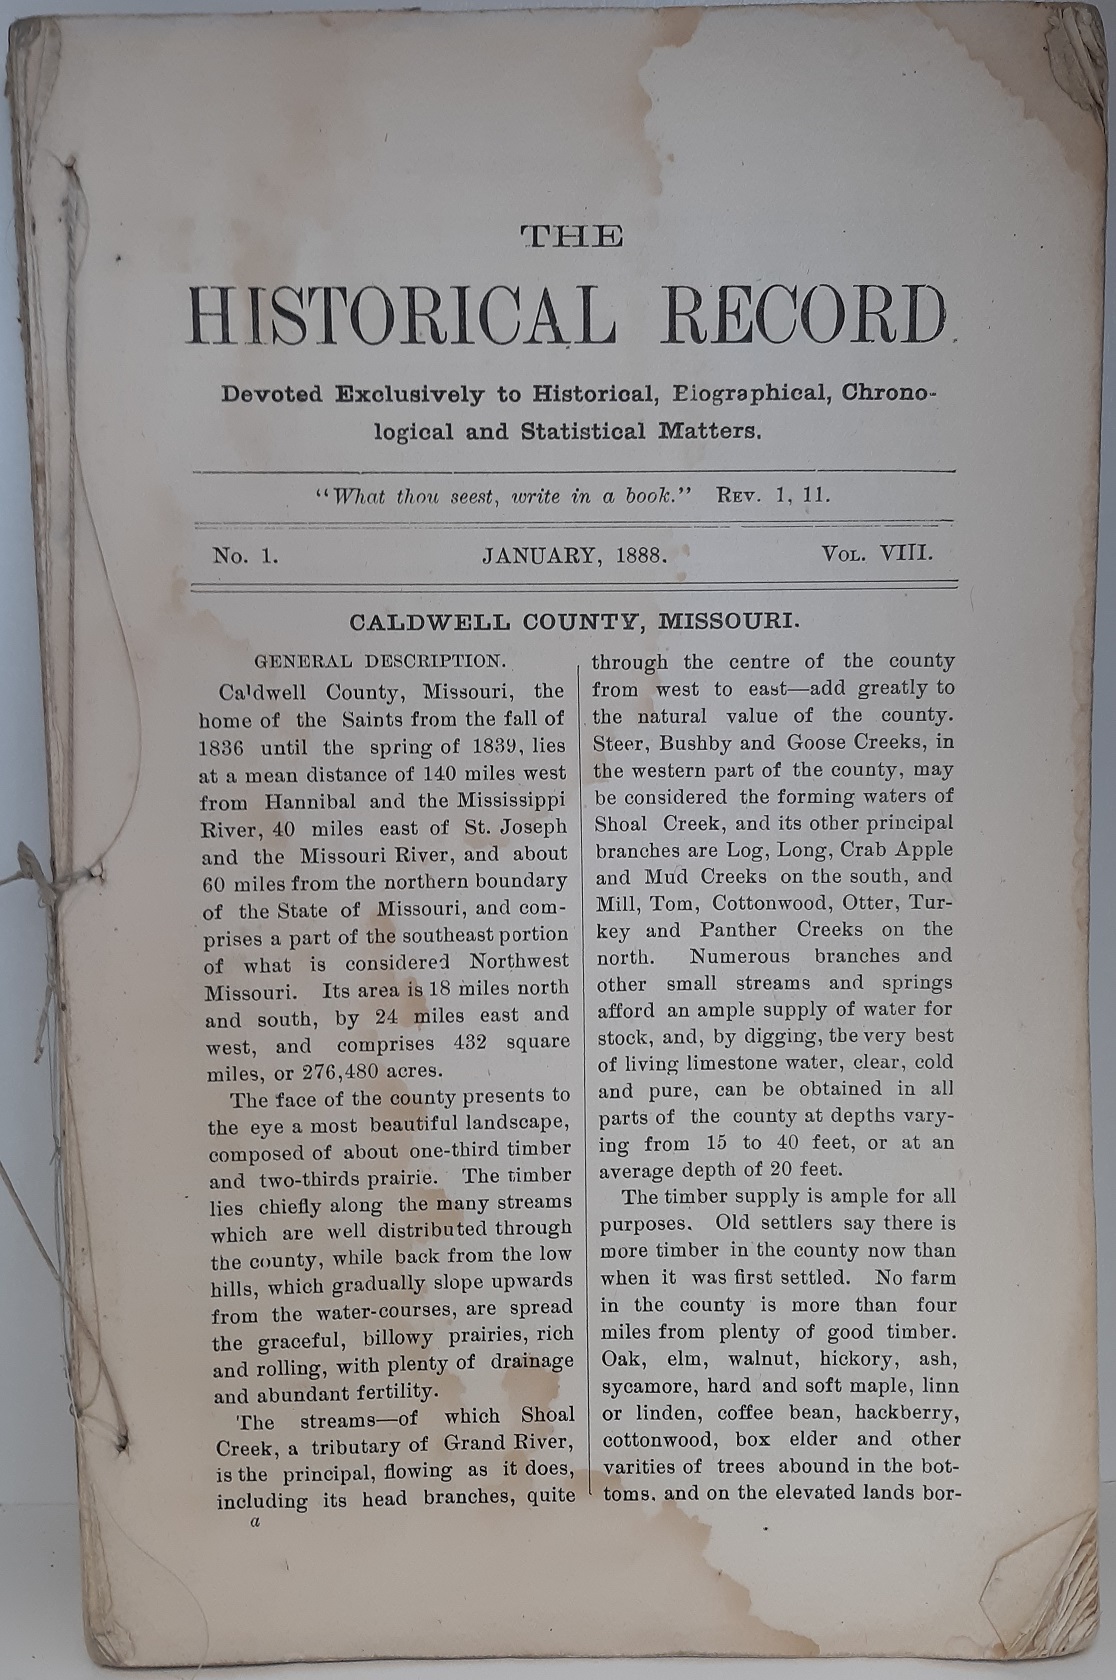 THE
HISTORICAL RECORD.
Devoted Exclusively to Historical, Biographical, Chrono-
logical and Statistical Matters.
"What thou seest, write in a book." REV. 1, 11.
No. 1. JANUARY, 1888. VOL. VIII.
CALDWELL COUNTY, MISSOURI.
GENERAL DESCRIPTION.
Caldwell County, Missouri, the
home of the Saints from the fall of
1836 until the spring of 1839, lies
at a mean distance of 140 miles west
from Hannibal and the Mississippi
River, 40 miles east of St. Joseph
and the Missouri River, and about
60 miles from the northern boundary
of the State of Missouri, and com-
prises a part of the southeast portion
of what is considered Northwest
Missouri. Its area is 18 miles north
and south, by 24 miles east and
west, and comprises 432 square
miles, or 276,480 acres.
The face of the county presents to
the eye a most beautiful landscape,
composed of about one-third timber
and two-thirds prairie. The timber
lies chiefly along the many streams
which are well distributed through
the county, while back from the low
hills, which gradually slope upwards
from the water-courses, are spread
the graceful, billowy prairies, rich
and rolling, with plenty of drainage
and abundant fertility.
The streams—of which Shoal
Creek, a tributary of Grand River,
is the principal, flowing as it does,
including its head branches, quite
a
through the centre of the county
from west to east—add greatly to
the natural value of the county.
Steer, Bushby and Goose Creeks, in
the western part of the county, may
be considered the forming waters of
Shoal Creek, and its other principal
branches are Log, Long, Crab Apple
and Mud Creeks on the south, and
Mill, Tom, Cottonwood, Otter, Tur-
key and Panther Creeks on the
north. Numerous branches and
other small streams and springs
afford an ample supply of water for
stock, and, by digging, the very best
of living limestone water, clear, cold
and pure, can be obtained in all
parts of the county at depths vary-
ing from 15 to 40 feet, or at an
average depth of 20 feet.
The timber supply is ample for all
purposes. Old settlers say there is
more timber in the county now than
when it was first settled. No farm
in the county is more than four
miles from plenty of good timber.
Oak, elm, walnut, hickory, ash,
sycamore, hard and soft maple, linn
or linden, coffee bean, hackberry,
cottonwood, box elder and other
varities of trees abound in the bot-
toms, and on the elevated lands bor-